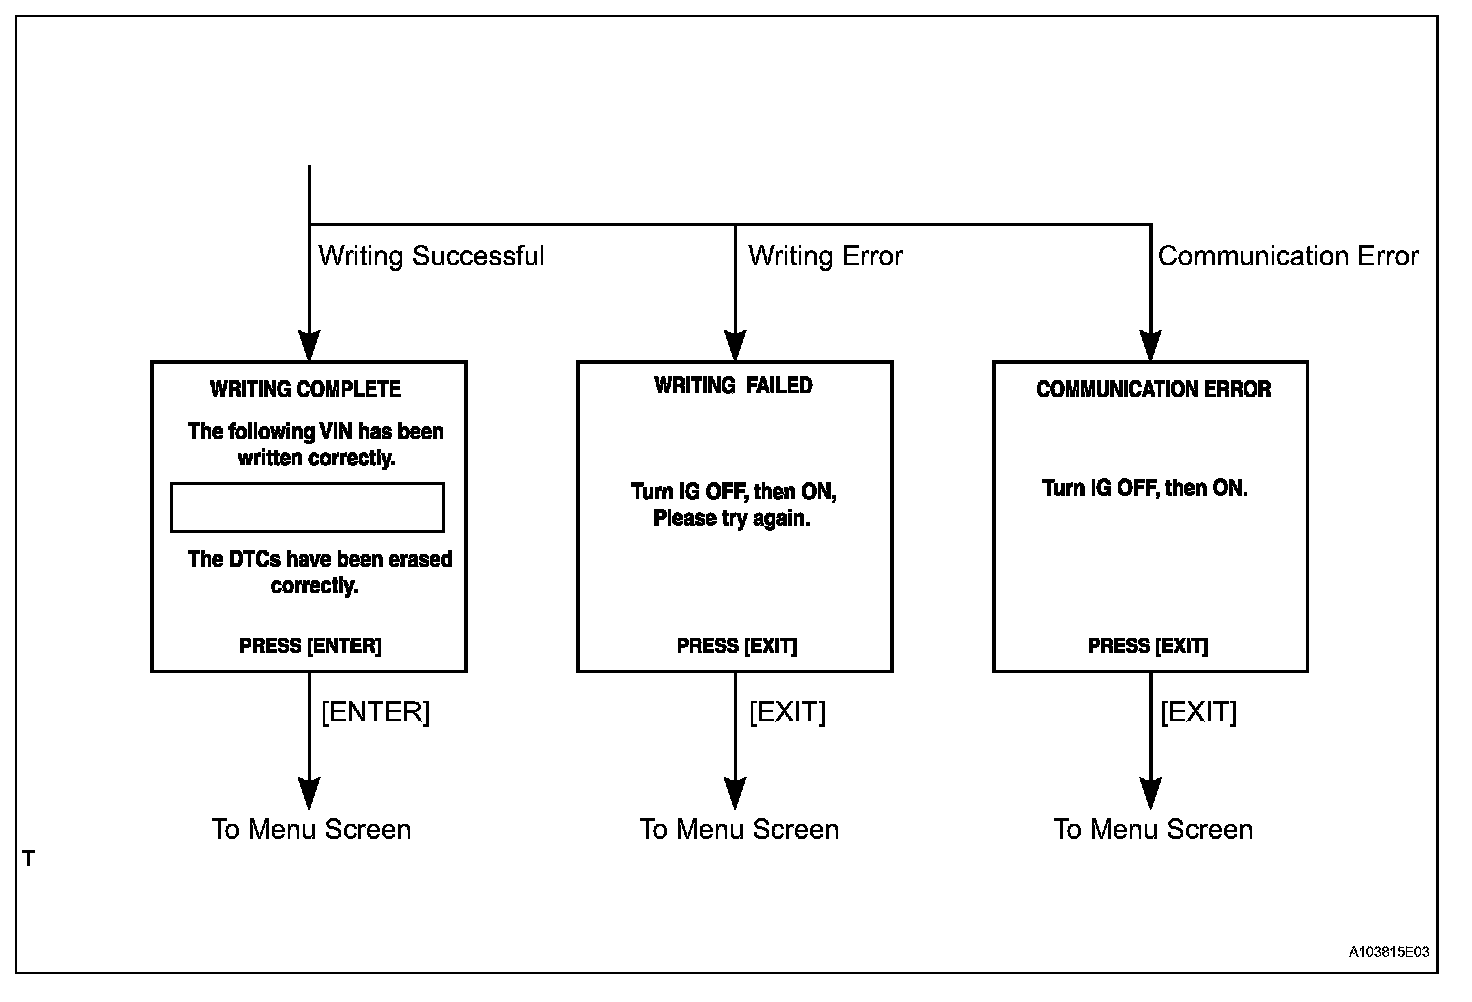 Writing Successful
Writing Error
Communication Error
WRITING COMPLETE
The following VIN has been
written correctly.
The DTCs have been erased
correctly.
PRESS [ENTER]
WRITING FAILED
Turn IG OFF, then ON,
Please try again.
PRESS [EXIT]
COMMUNICATION ERROR
Turn IG OFF, then ON.
PRESS [EXIT]
[ENTER]
[EXIT]
[EXIT]
To Menu Screen
To Menu Screen
To Menu Screen
T
A103815E03